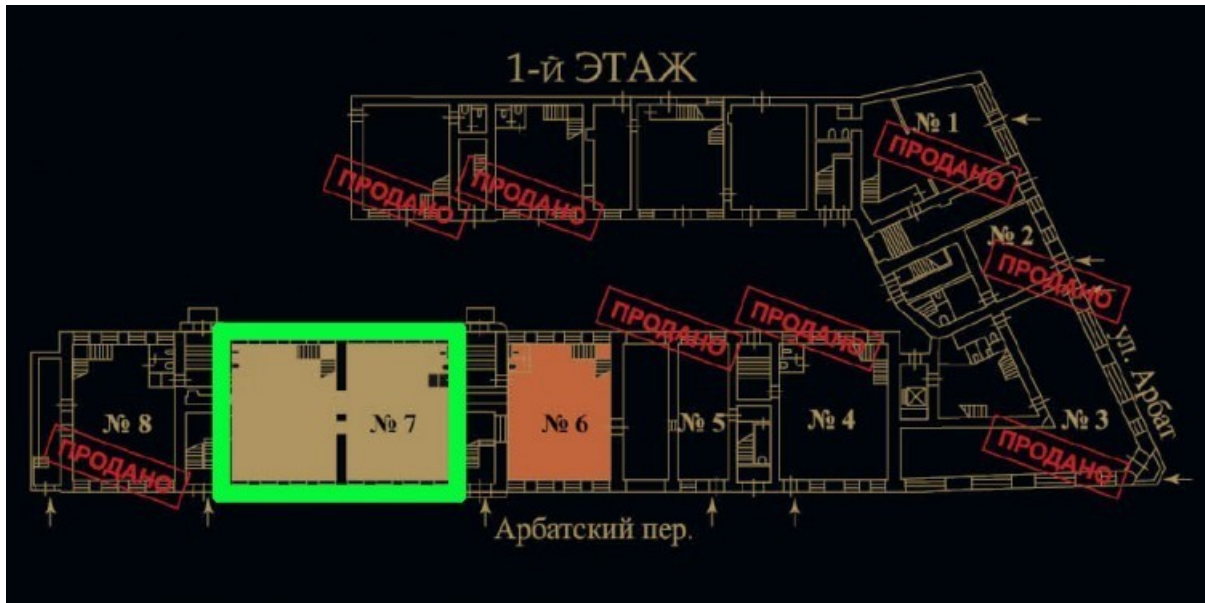 1-й ЭТАЖ
№ 1
ПРОДАНО
ПРОДАНО
ПРОДАНО
№ 2
ПРОДАНО
ПРОДАНО
ПРОДАНО
ул. Арбат
№ 8
№ 7
№ 6
№ 5
№ 4
№ 3
ПРОДАНО
ПРОДАНО
Арбатский пер.